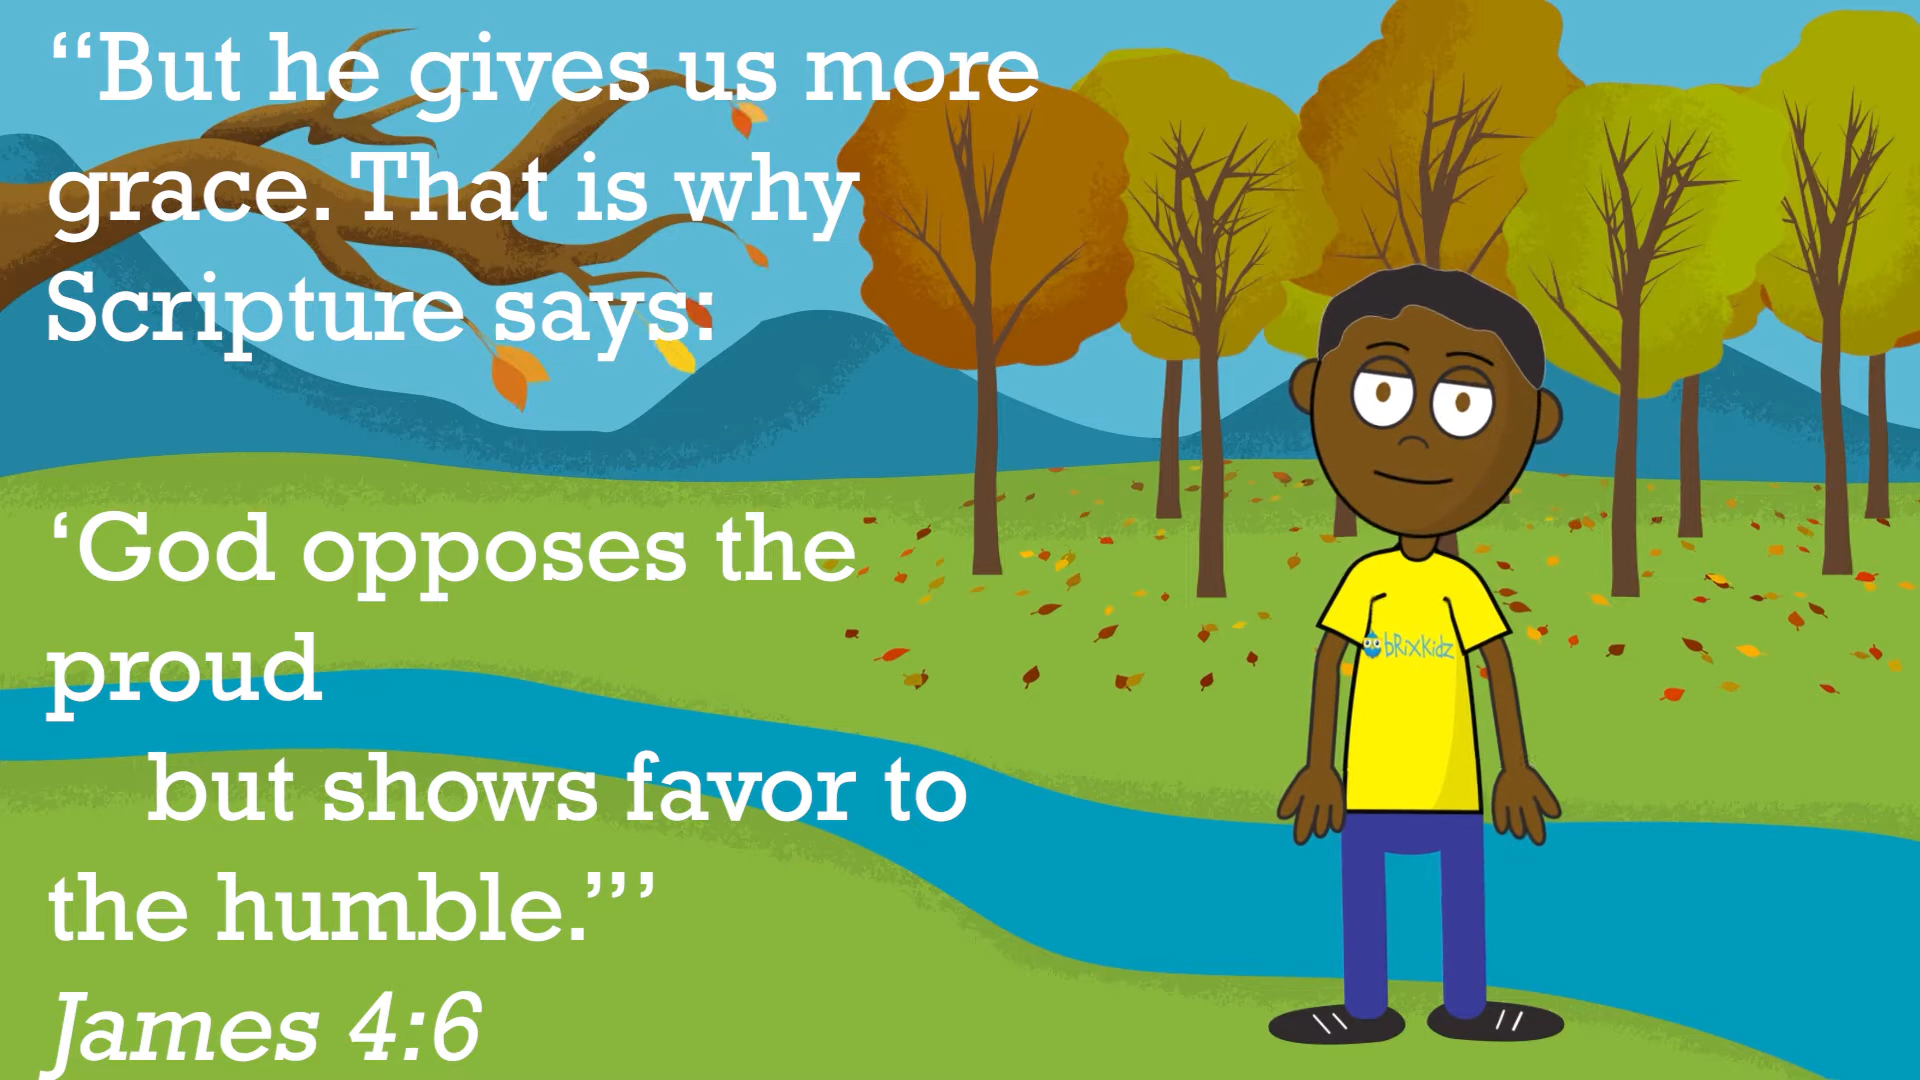 “But he gives us more
grace. That is why
Scripture says:
‘God opposes the
proud
but shows favor to
the humble.”’
James 4:6
bRixKidz